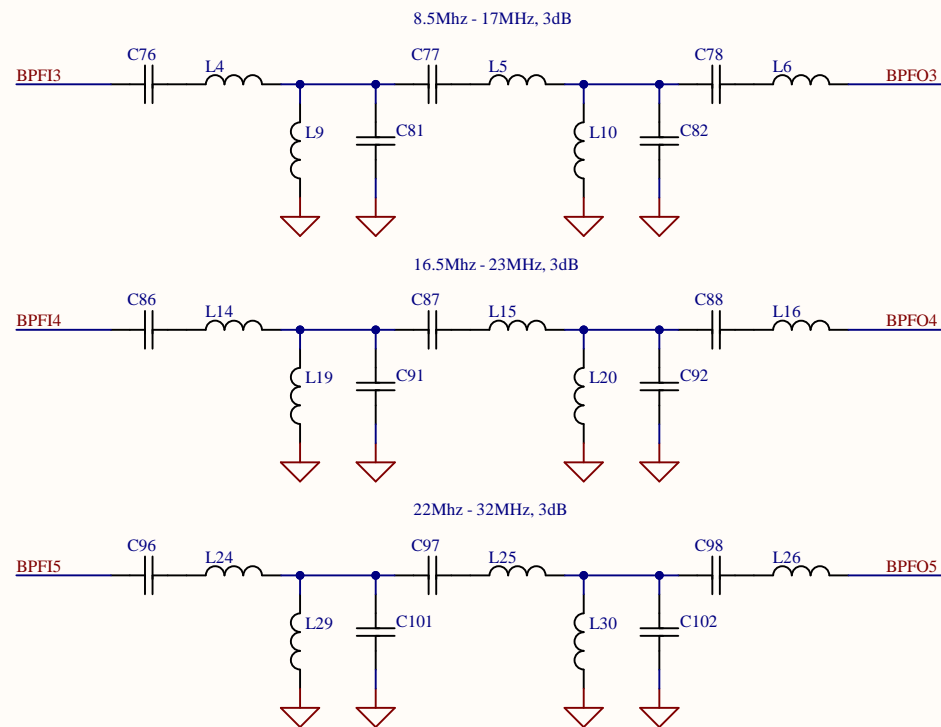 8.5Mhz - 17MHz, 3dB
C76 L4 C77 L5 C78 L6
BPFI3 BPFO3
L9 C81 L10 C82
16.5Mhz - 23MHz, 3dB
C86 L14 C87 L15 C88 L16
BPFI4 BPFO4
L19 C91 L20 C92
22Mhz - 32MHz, 3dB
C96 L24 C97 L25 C98 L26
BPFI5 BPFO5
L29 C101 L30 C102